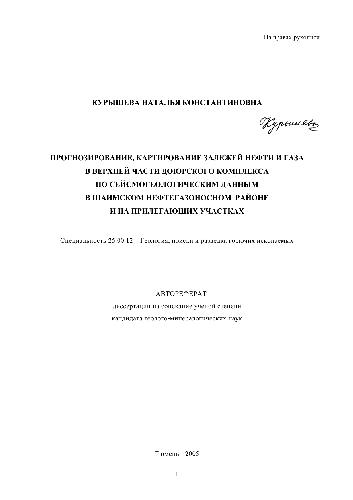 На правах рукописи
КУРЫШЕВА НАТАЛЬЯ КОНСТАНТИНОВНА
Курышева
ПРОГНОЗИРОВАНИЕ, КАРТИРОВАНИЕ ЗАЛЕЖЕЙ НЕФТИ И ГАЗА
В ВЕРХНЕЙ ЧАСТИ ДОЮРСКОГО КОМПЛЕКСА
ПО СЕЙСМОГЕОЛОГИЧЕСКИМ ДАННЫМ
В ШАИМСКОМ НЕФТЕГАЗОНОСНОМ РАЙОНЕ
И НА ПРИЛЕГАЮЩИХ УЧАСТКАХ
Специальность 25.00.12 – Геология, поиски и разведка горючих ископаемых
АВТОРЕФЕРАТ
диссертации на соискание ученой степени
кандидата геолого-минералогических наук
Тюмень - 2005
1